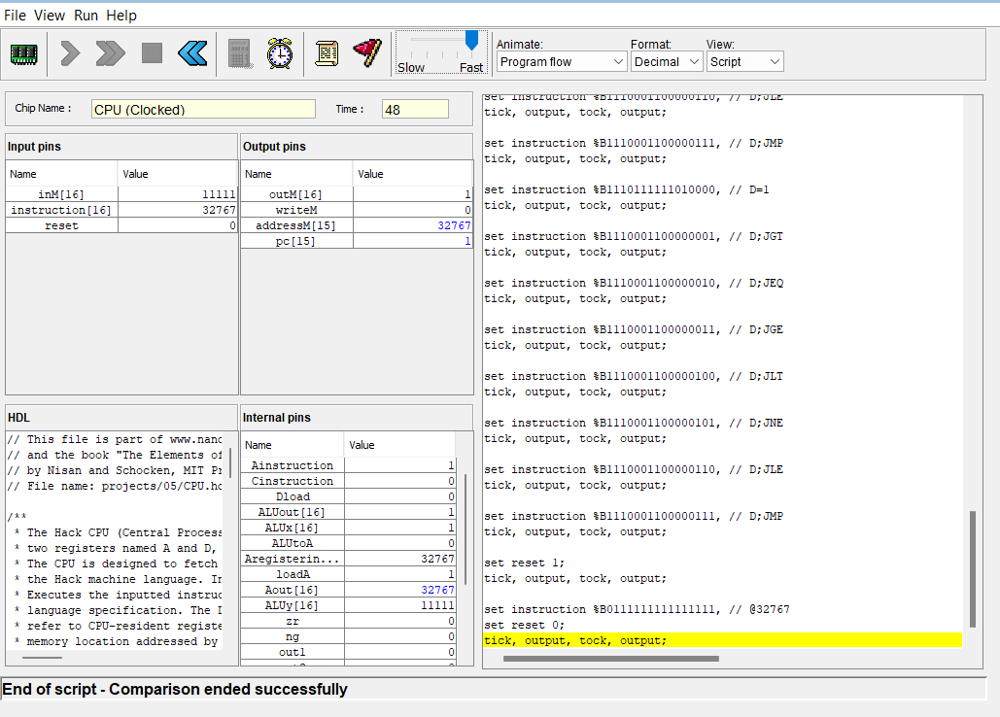 File View Run Help
Slow Fast
Animate: Format: View:
Program flow Decimal Script
Chip Name : CPU (Clocked) Time : 48
Input pins
Name Value
inM[16] 11111
instruction[16] 32767
reset 0
Output pins
Name Value
outM[16] 1
writeM 0
addressM[15] 32767
pc[15] 1
HDL
// This file is part of www.nand
// and the book "The Elements of
// by Nisan and Schocken, MIT Pr
// File name: projects/05/CPU.hd
/**
* The Hack CPU (Central Process
* two registers named A and D,
* The CPU is designed to fetch
* the Hack machine language. In
* Executes the inputted instruc
* language specification. The D
* refer to CPU-resident registe
* memory location addressed by
Internal pins
Name Value
Ainstruction 1
Cinstruction 0
Dload 0
ALUout[16] 1
ALUx[16] 1
ALUtoA 0
Aregisterin... 32767
loadA 1
Aout[16] 32767
ALUy[16] 11111
zr 0
ng 0
out1 0
set instruction %B1110001100000110, // D;JLE
tick, output, tock, output;
set instruction %B1110001100000111, // D;JMP
tick, output, tock, output;
set instruction %B1110111111010000, // D=1
tick, output, tock, output;
set instruction %B1110001100000001, // D;JGT
tick, output, tock, output;
set instruction %B1110001100000010, // D;JEQ
tick, output, tock, output;
set instruction %B1110001100000011, // D;JGE
tick, output, tock, output;
set instruction %B1110001100000100, // D;JLT
tick, output, tock, output;
set instruction %B1110001100000101, // D;JNE
tick, output, tock, output;
set instruction %B1110001100000110, // D;JLE
tick, output, tock, output;
set instruction %B1110001100000111, // D;JMP
tick, output, tock, output;
set reset 1;
tick, output, tock, output;
set instruction %B0111111111111111, // @32767
set reset 0;
tick, output, tock, output;
End of script - Comparison ended successfully